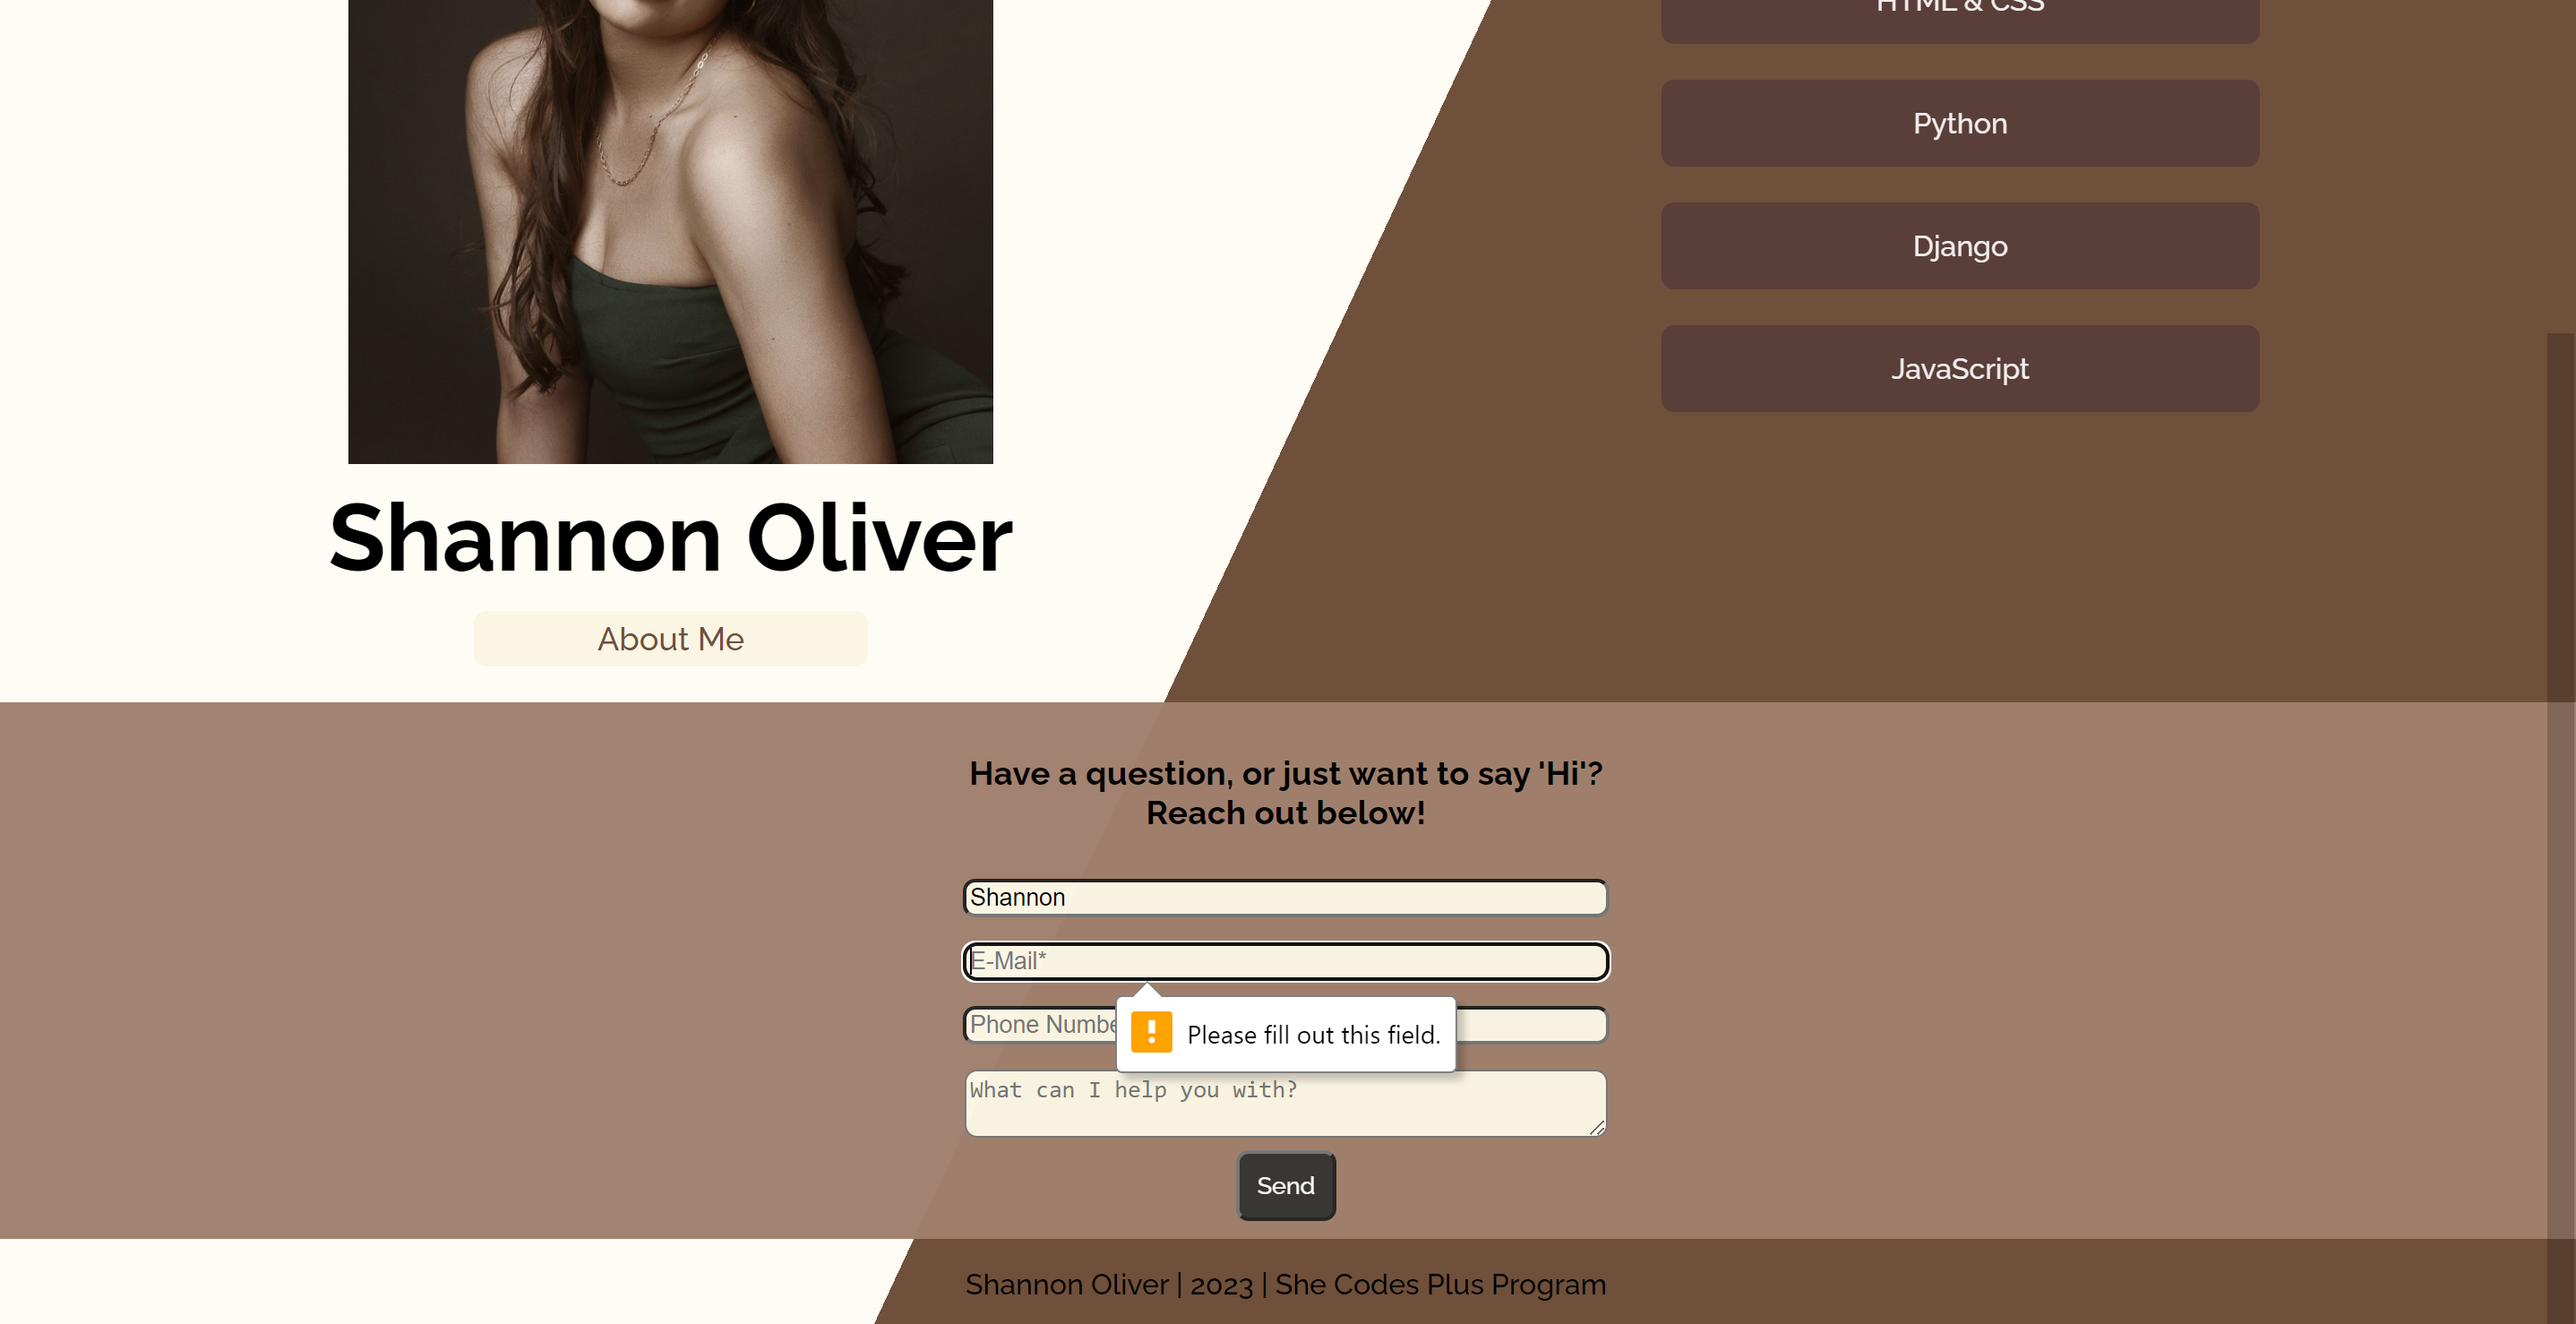 HTML & CSS
Python
Django
JavaScript
Shannon Oliver
About Me
Have a question, or just want to say 'Hi'?
Reach out below!
Shannon
E-Mail*
Phone Numbe
Please fill out this field.
What can I help you with?
Send
Shannon Oliver | 2023 | She Codes Plus Program